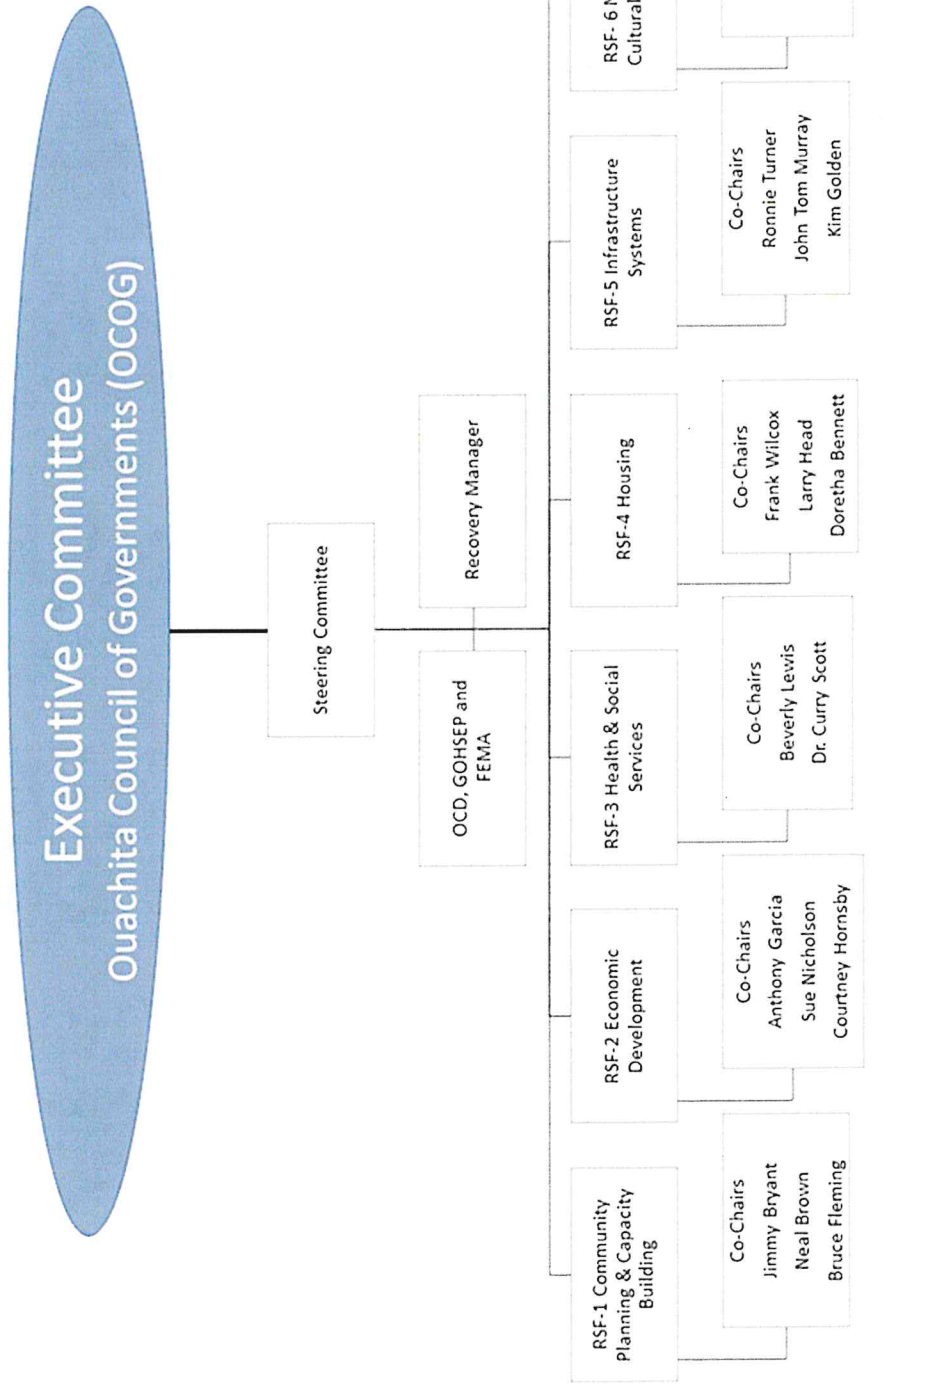 Executive Committee
Ouachita Council of Governments (OCOG)
Steering Committee
OCD, GOHSEP and
FEMA
Recovery Manager
RSF-1 Community
Planning & Capacity
Building
Co-Chairs
Jimmy Bryant
Neal Brown
Bruce Fleming
RSF-2 Economic
Development
Co-Chairs
Anthony Garcia
Sue Nicholson
Courtney Hornsby
RSF-3 Health & Social
Services
Co-Chairs
Beverly Lewis
Dr. Curry Scott
RSF-4 Housing
Co-Chairs
Frank Wilcox
Larry Head
Doretha Bennett
RSF-5 Infrastructure
Systems
Co-Chairs
Ronnie Turner
John Tom Murray
Kim Golden
RSF- 6
Cultural